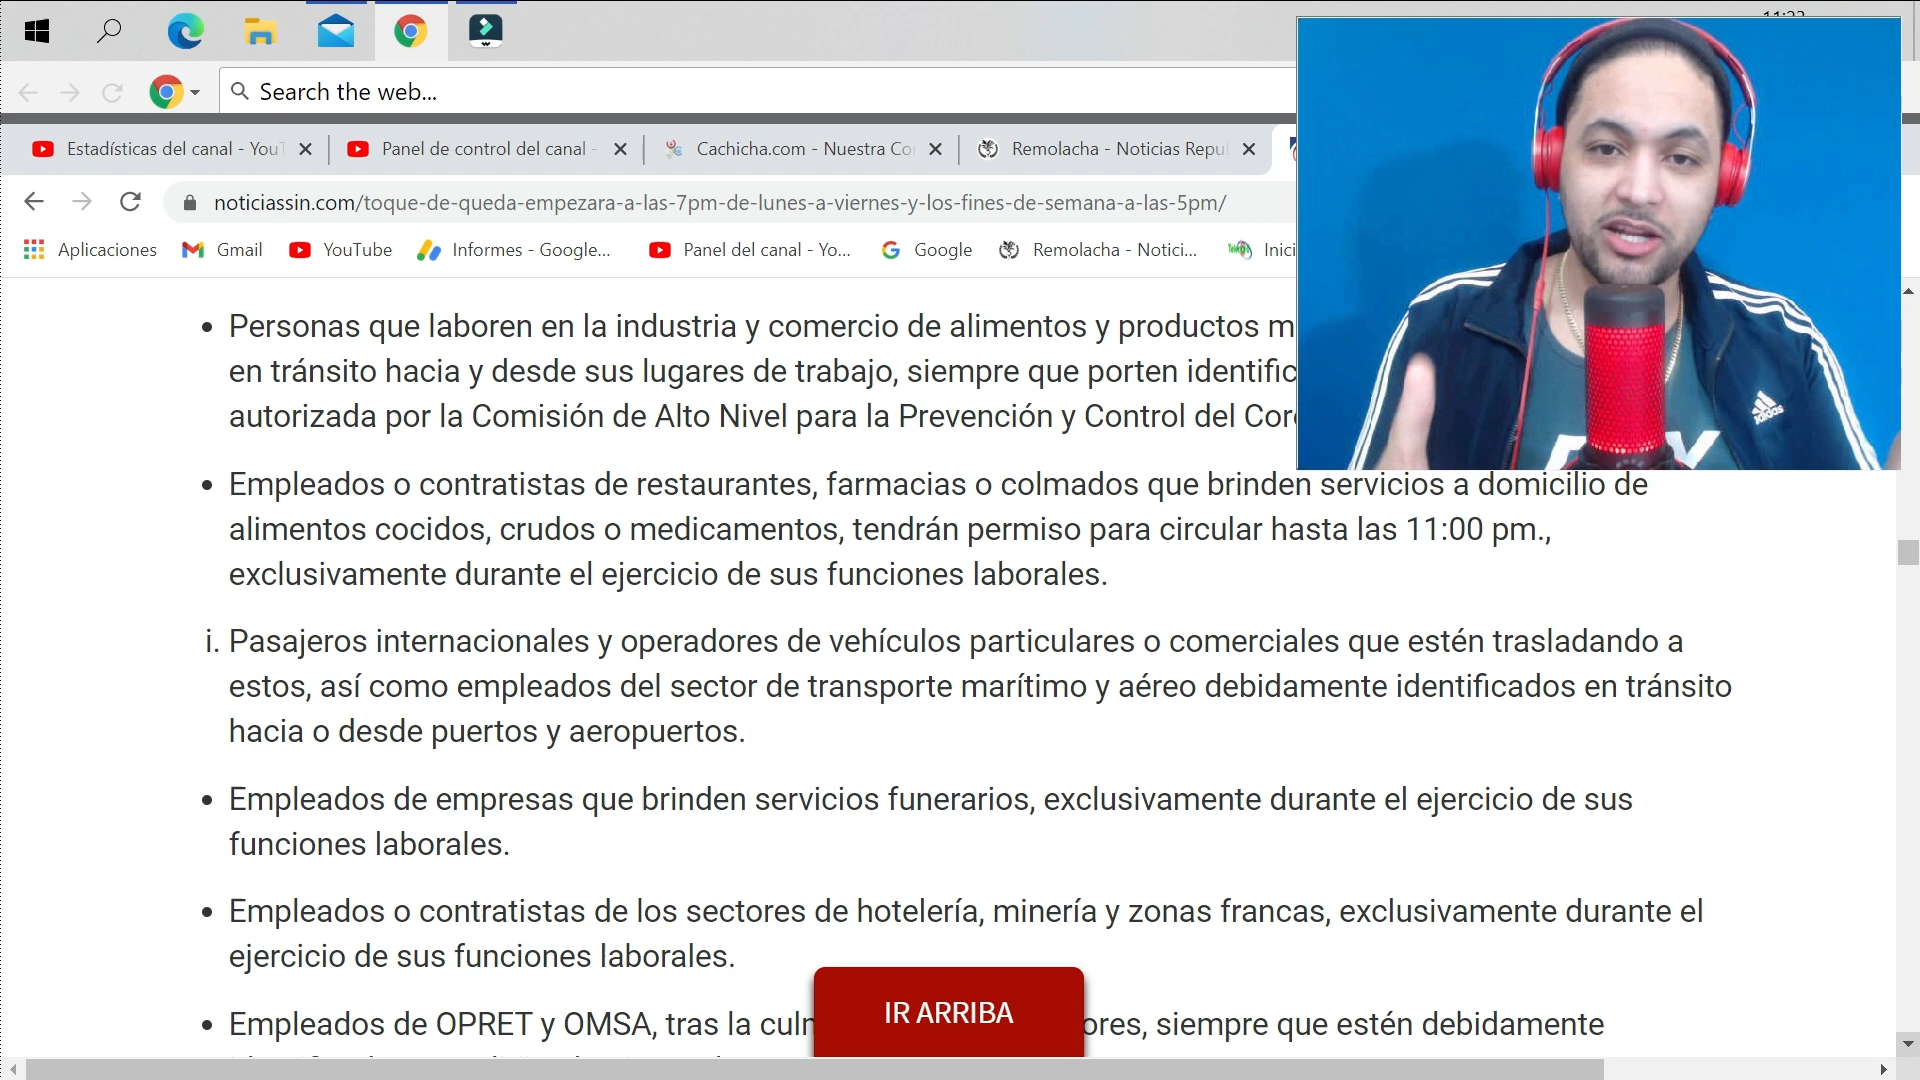 Search the web...
Estadísticas del canal - You
Panel de control del canal -
Cachicha.com - Nuestra Co
Remolacha - Noticias Repu
noticiassin.com/toque-de-queda-empezara-a-las-7pm-de-lunes-a-viernes-y-los-fines-de-semana-a-las-5pm/
Aplicaciones
Gmail
YouTube
Informes - Google...
Panel del canal - Yo...
Google
Remolacha - Notici...
Inici
adidas
• Personas que laboren en la industria y comercio de alimentos y productos m
en tránsito hacia y desde sus lugares de trabajo, siempre que porten identific
autorizada por la Comisión de Alto Nivel para la Prevención y Control del Cor
• Empleados o contratistas de restaurantes, farmacias o colmados que brinden servicios a domicilio de
alimentos cocidos, crudos o medicamentos, tendrán permiso para circular hasta las 11:00 pm.,
exclusivamente durante el ejercicio de sus funciones laborales.
i. Pasajeros internacionales y operadores de vehículos particulares o comerciales que estén trasladando a
estos, así como empleados del sector de transporte marítimo y aéreo debidamente identificados en tránsito
hacia o desde puertos y aeropuertos.
• Empleados de empresas que brinden servicios funerarios, exclusivamente durante el ejercicio de sus
funciones laborales.
• Empleados o contratistas de los sectores de hotelería, minería y zonas francas, exclusivamente durante el
ejercicio de sus funciones laborales.
• Empleados de OPRET y OMSA, tras la culm ores, siempre que estén debidamente
IR ARRIBA